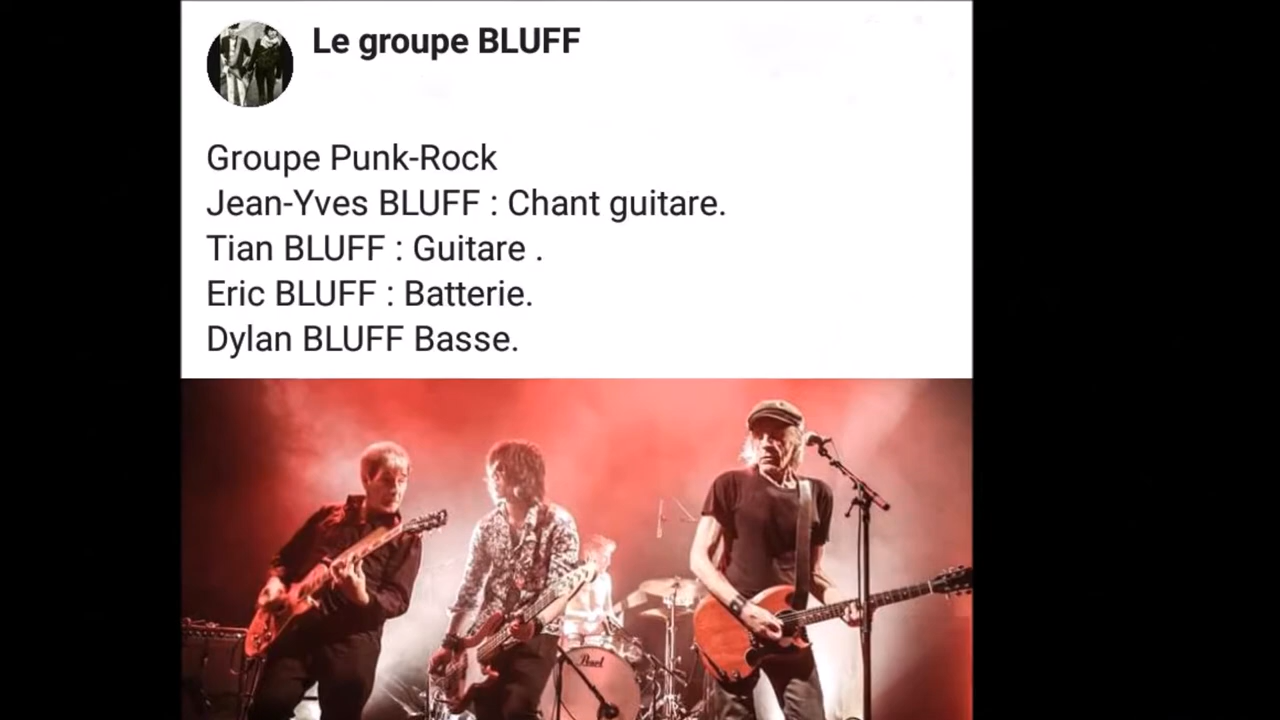 Le groupe BLUFF
Groupe Punk-Rock
Jean-Yves BLUFF : Chant guitare.
Tian BLUFF : Guitare .
Eric BLUFF : Batterie.
Dylan BLUFF Basse.
Pearl